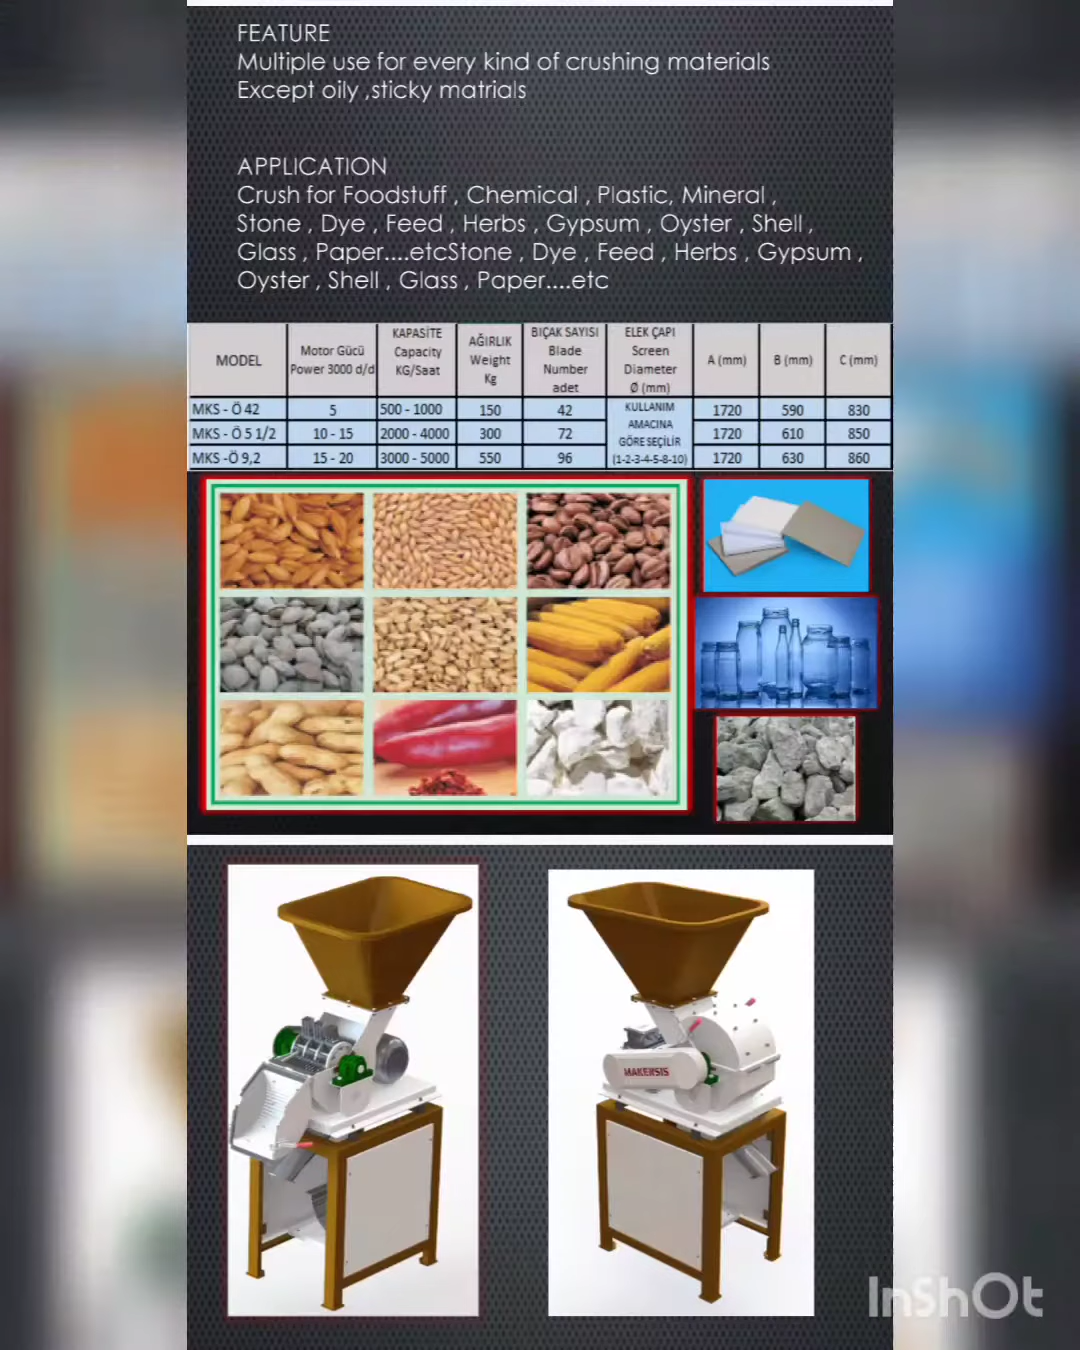 FEATURE
Multiple use for every kind of crushing materials
Except oily ,sticky matrials
APPLICATION
Crush for Foodstuff , Chemical , Plastic, Mineral ,
Stone , Dye , Feed , Herbs , Gypsum , Oyster , Shell ,
Glass , Paper....etcStone , Dye , Feed , Herbs , Gypsum ,
Oyster , Shell , Glass , Paper....etc
MODEL
Motor Gücü
Power 3000 d/d
KAPASİTE
Capacity
KG/Saat
AĞIRLIK
Weight
Kg
BIÇAK SAYISI
Blade
Number
adet
ELEK ÇAPI
Screen
Diameter
Ø (mm)
A (mm)
B (mm)
C (mm)
MKS - Ö 42 5 500 - 1000 150 42 1720 590 830
MKS - Ö 5 1/2 10 - 15 2000 - 4000 300 72 1720 610 850
MKS -Ö 9,2 15 - 20 3000 - 5000 550 96 1720 630 860
KULLANIM
AMACINA
GÖRE SEÇİLİR
(1-2-3-4-5-8-10)
MAKERSIS
InShOt